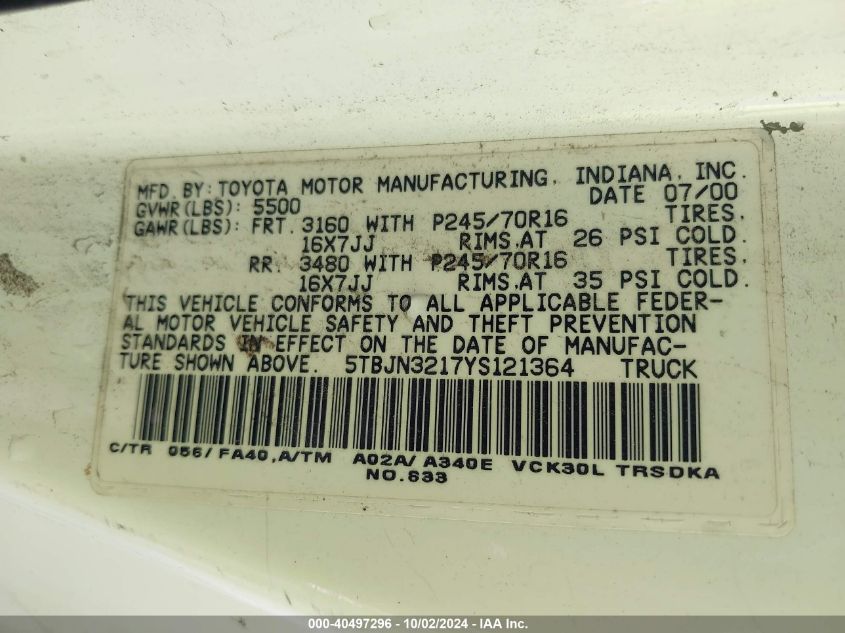 MFD. BY: TOYOTA MOTOR MANUFACTURING, INDIANA, INC.
GVWR(LBS): 5500 DATE 07/00
GAWR(LBS): FRT. 3160 WITH P245/70R16 TIRES.
16X7JJ RIMS.AT 26 PSI COLD.
RR. 3480 WITH P245/70R16 TIRES.
16X7JJ RIMS.AT 35 PSI COLD.
THIS VEHICLE CONFORMS TO ALL APPLICABLE FEDER-
AL MOTOR VEHICLE SAFETY AND THEFT PREVENTION
STANDARDS IN EFFECT ON THE DATE OF MANUFAC-
TURE SHOWN ABOVE. 5TBJN3217YS121364 TRUCK
C/TR 056/FA40,A/TM A02A/A340E VCK30L TRSDKA
NO.633
000-40497296 - 10/02/2024 - IAA Inc.